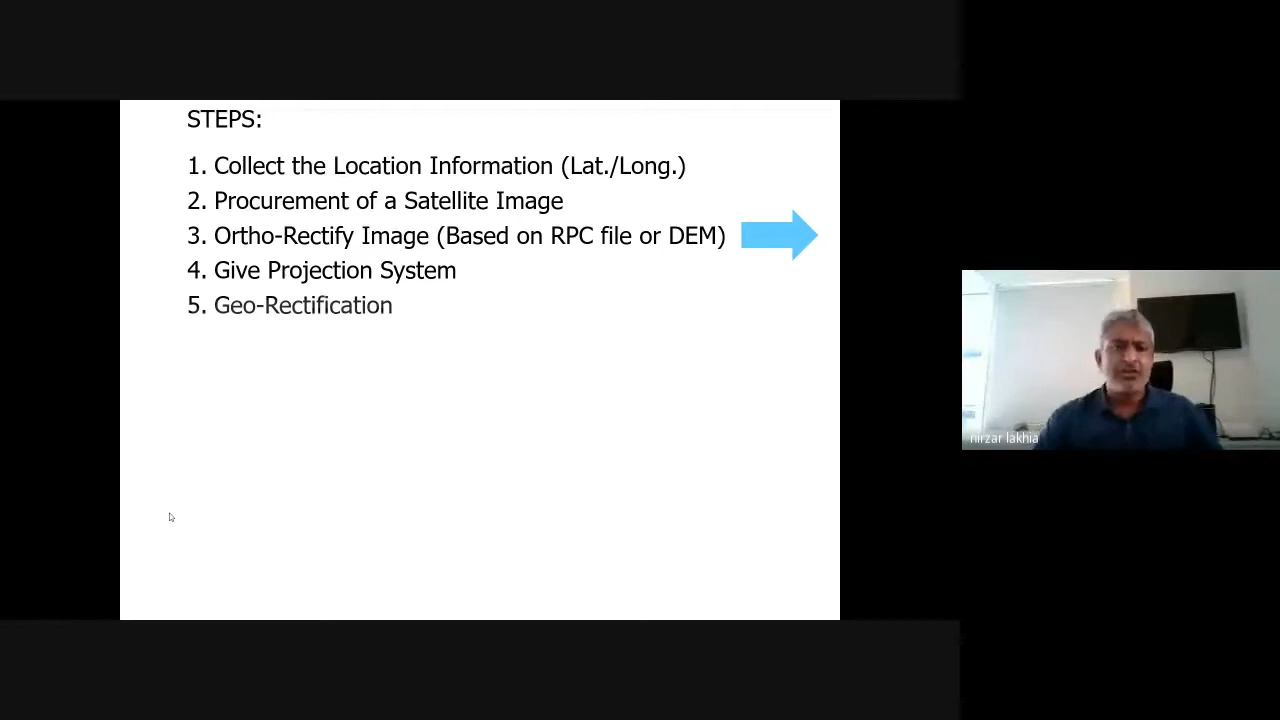 STEPS:
1. Collect the Location Information (Lat./Long.)
2. Procurement of a Satellite Image
3. Ortho-Rectify Image (Based on RPC file or DEM)
4. Give Projection System
5. Geo-Rectification
nirzar lakhia